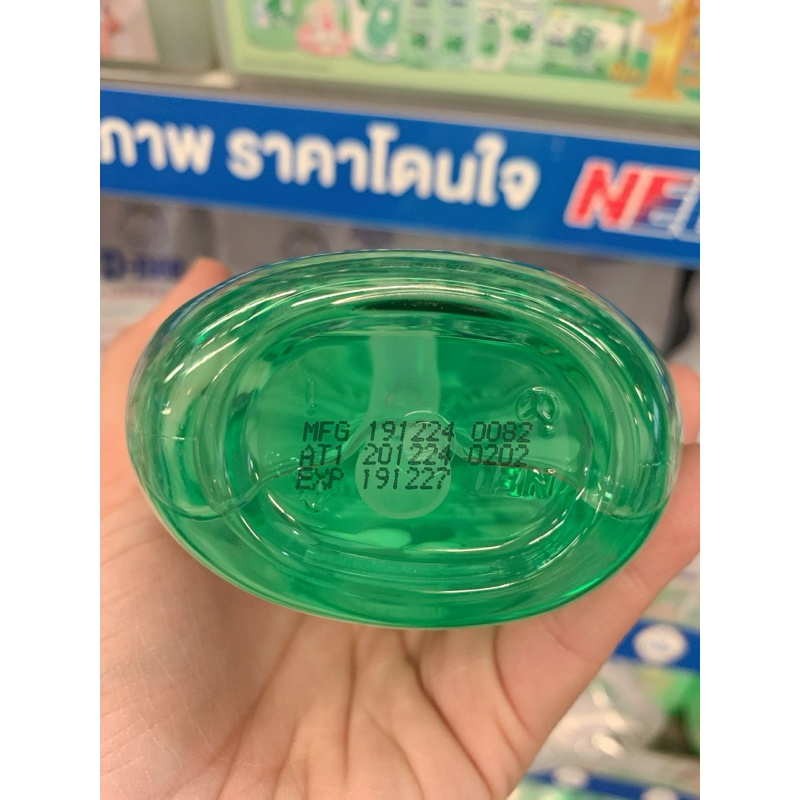 ภาพ ราคาโดนใจ
MFG 191224 0082
AT1 201224 0202
EXP 191227